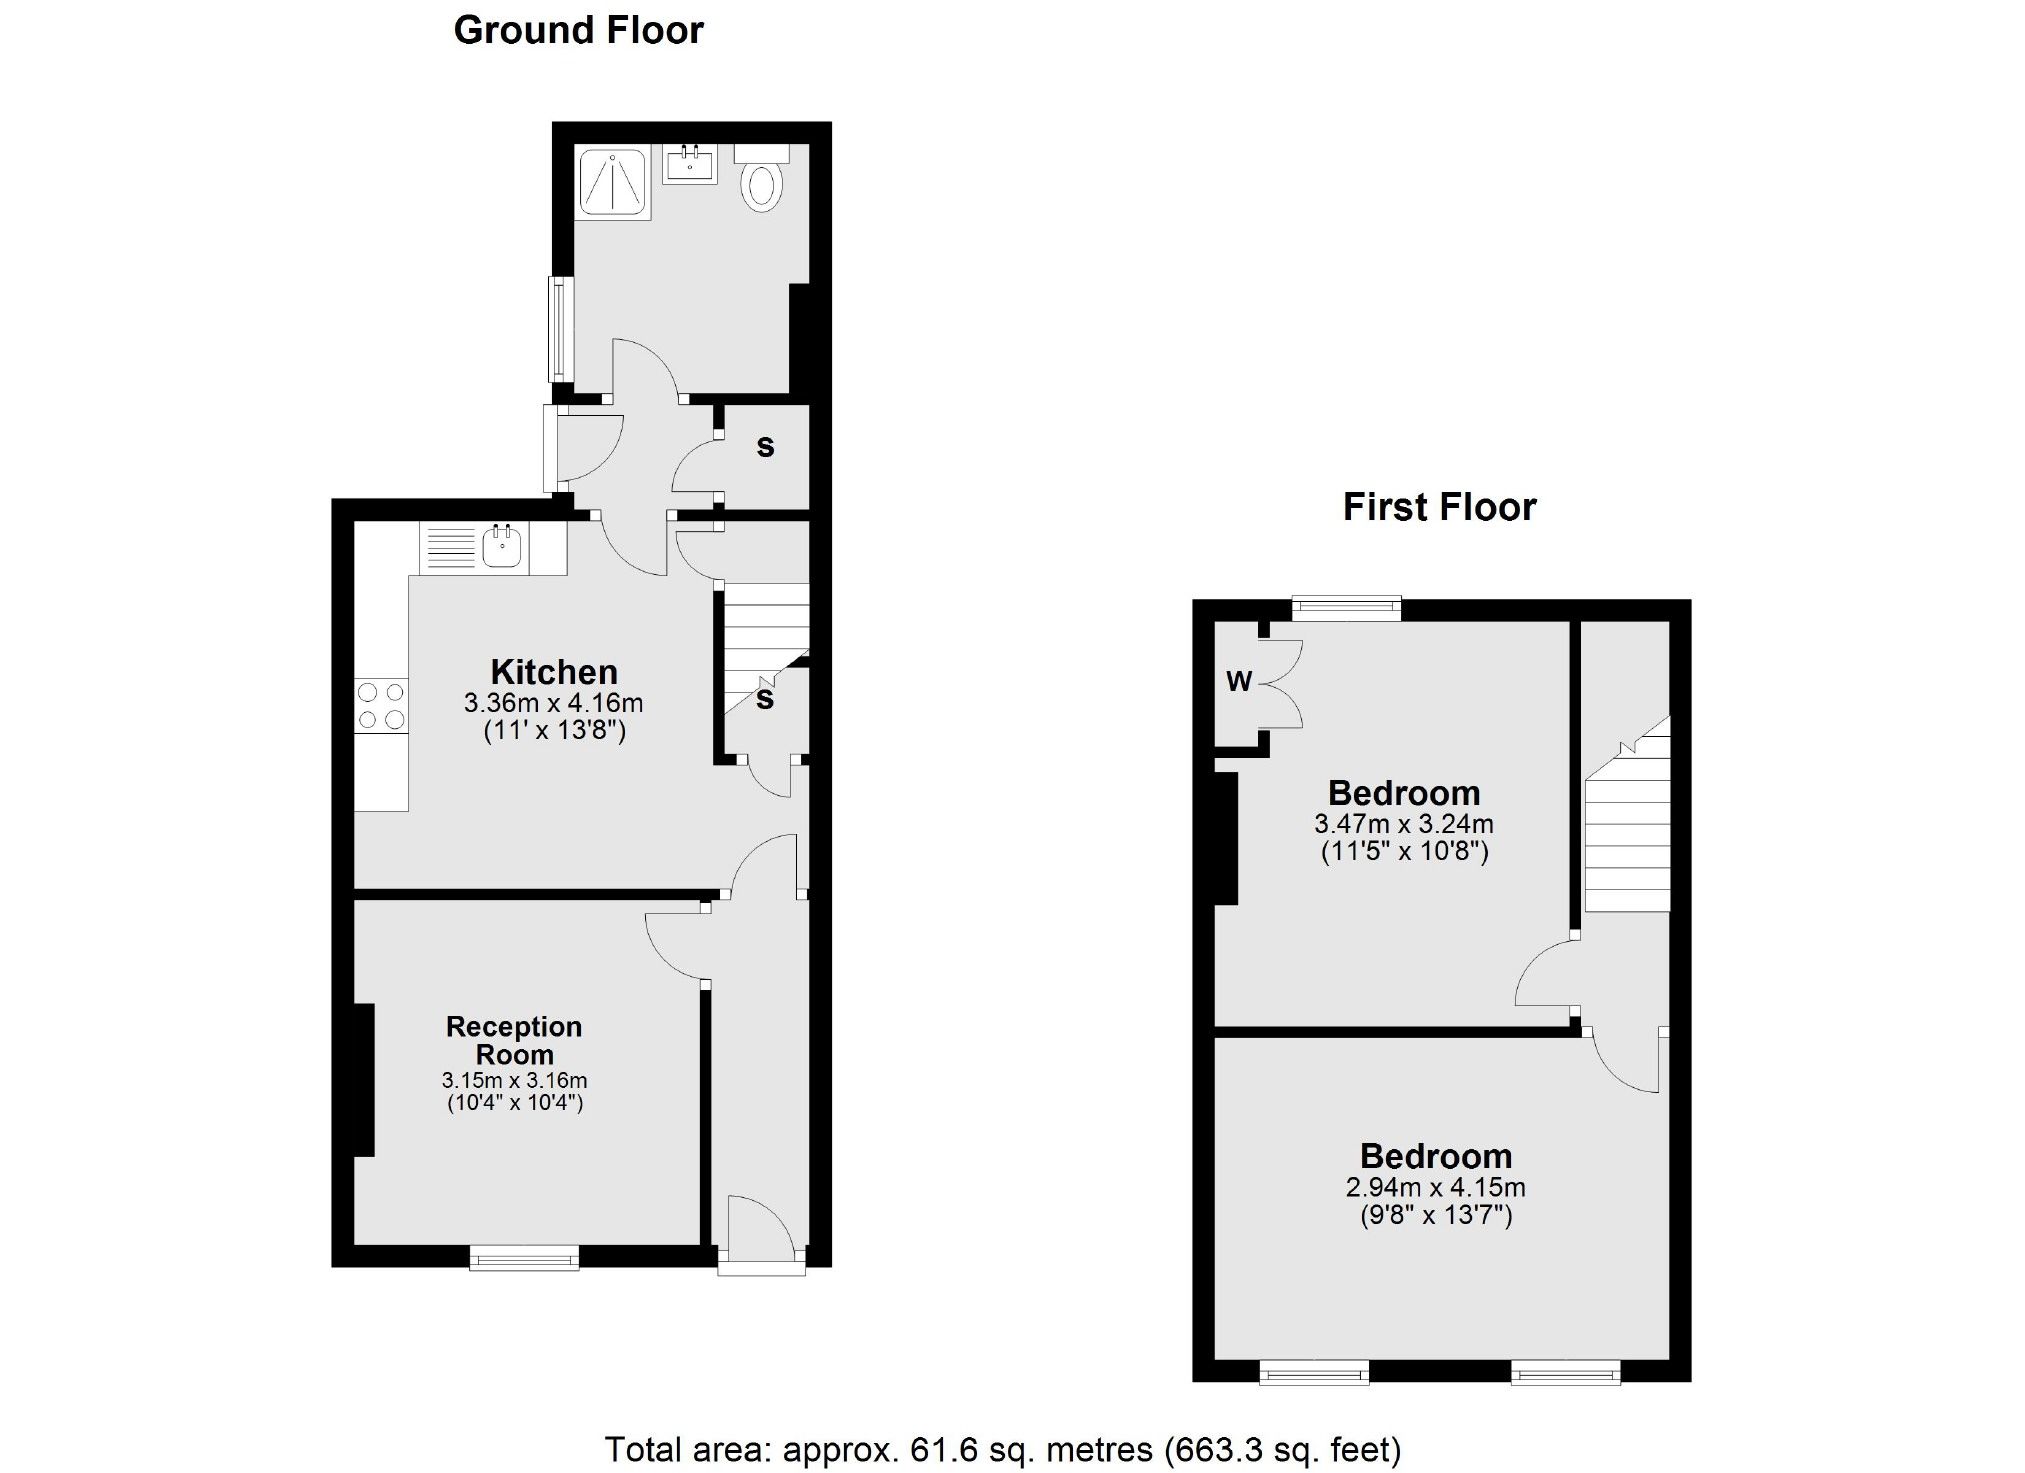 Ground Floor
S
Kitchen
3.36m x 4.16m
(11' x 13'8")
S
Reception
Room
3.15m x 3.16m
(10'4" x 10'4")
First Floor
W
Bedroom
3.47m x 3.24m
(11'5" x 10'8")
Bedroom
2.94m x 4.15m
(9'8" x 13'7")
Total area: approx. 61.6 sq. metres (663.3 sq. feet)